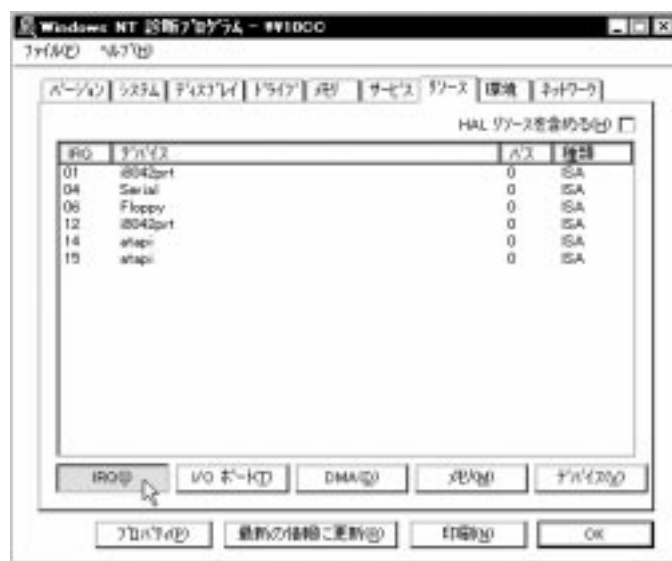 Windows NT 診断ﾌﾟﾛｸﾞﾗﾑ - ¥¥1000
ﾌｧｲﾙ(F) ﾍﾙﾌﾟ(H)
ﾊﾞｰｼﾞｮﾝ ｼｽﾃﾑ ﾃﾞｨｽﾌﾟﾚｲ ﾄﾞﾗｲﾌﾞ ﾒﾓﾘ ｻｰﾋﾞｽ ﾘｿｰｽ 環境 ﾈｯﾄﾜｰｸ
HAL ﾘｿｰｽを含める(H)
IRQ ﾃﾞﾊﾞｲｽ ﾊﾞｽ 種類
01 i8042prt 0 ISA
04 Serial 0 ISA
06 Floppy 0 ISA
12 i8042prt 0 ISA
14 atapi 0 ISA
15 atapi 0 ISA
IRQ(I) I/O ﾎﾟｰﾄ(T) DMA(D) ﾒﾓﾘ(M) ﾃﾞﾊﾞｲｽ(V)
ﾌﾟﾛﾊﾟﾃｨ(P) 最新の情報に更新(R) 印刷(N) OK